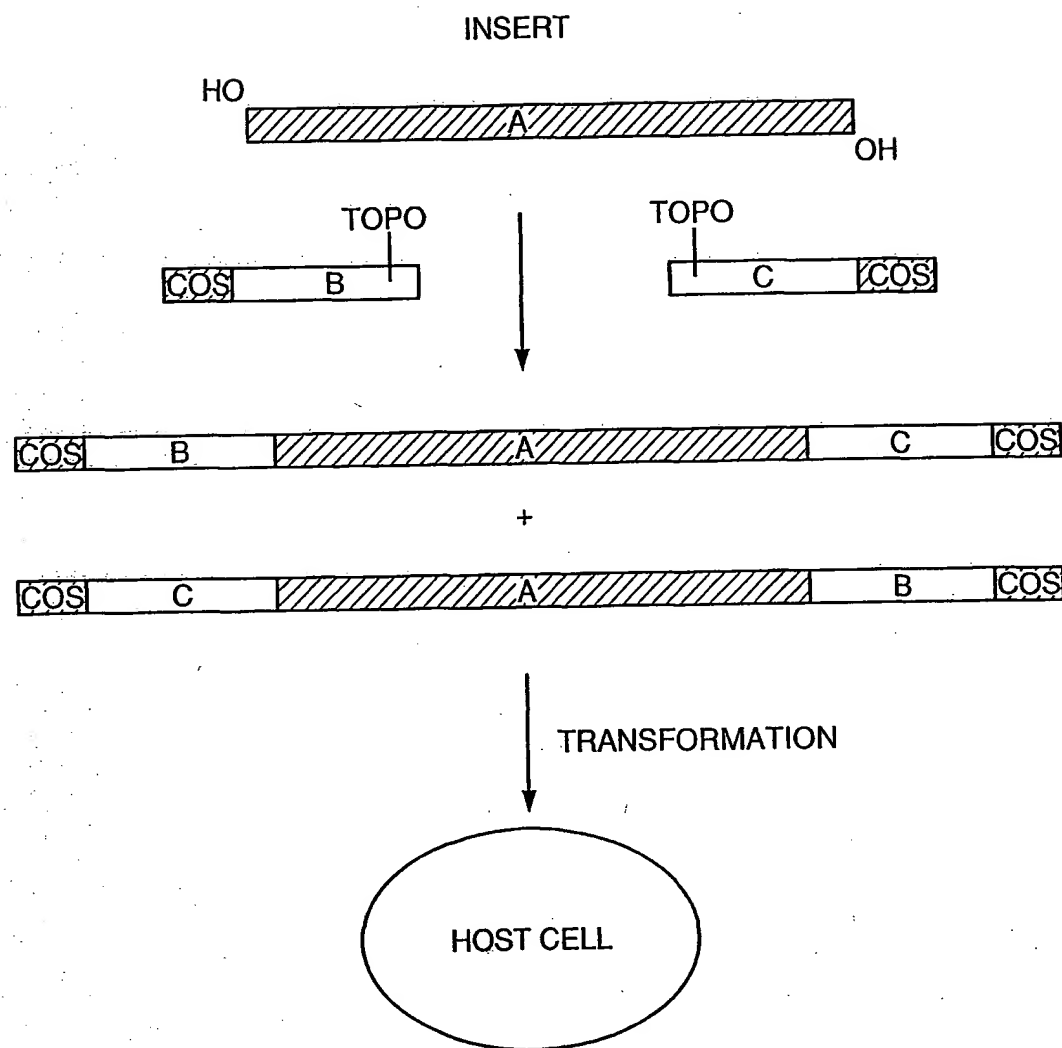 INSERT
HO
A
OH
TOPO
TOPO
COS B
C COS
COS B A C COS
+
COS C A B COS
TRANSFORMATION
HOST CELL